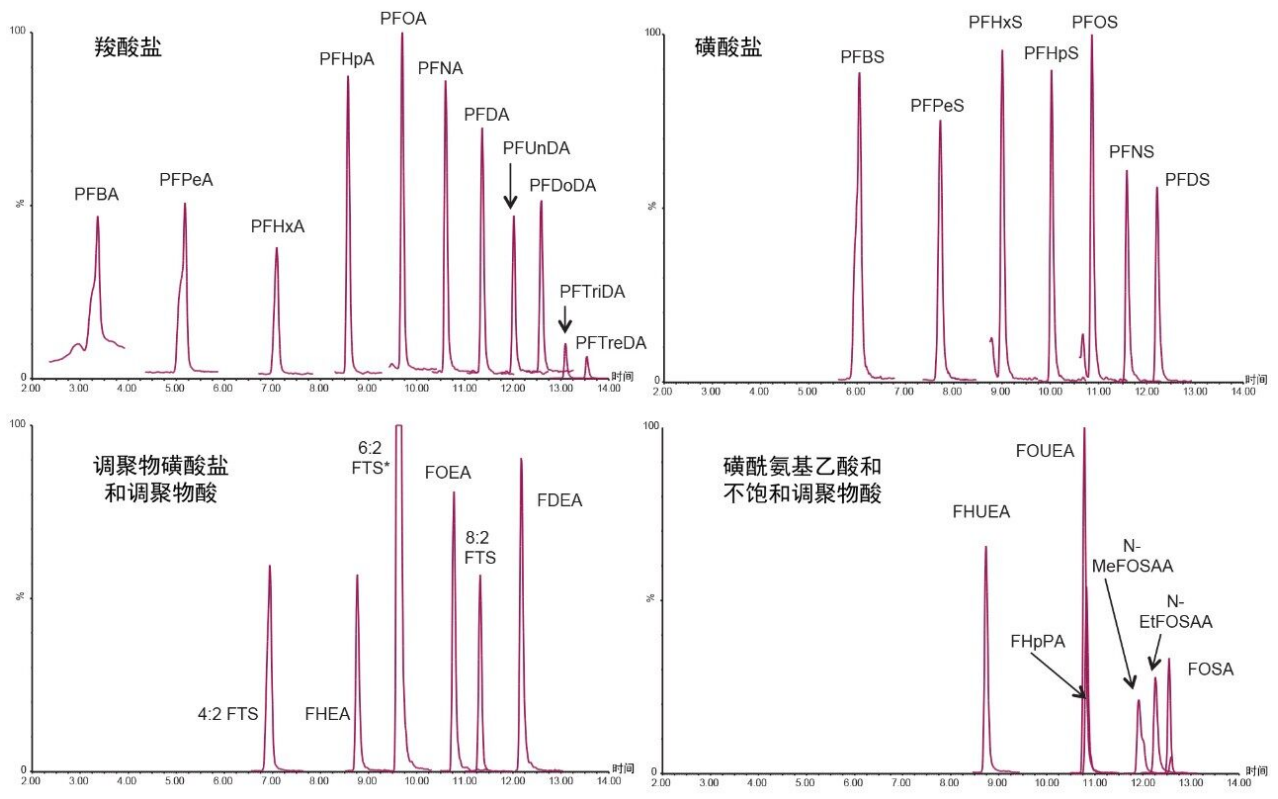 羧酸盐
100
%
0
PFBA
PFPeA
PFHxA
PFHpA
PFOA
PFNA
PFDA
PFUnDA
PFDoDA
PFTriDA
PFTreDA
2.00 3.00 4.00 5.00 6.00 7.00 8.00 9.00 10.00 11.00 12.00 13.00 14.00
时间
磺酸盐
100
%
0
PFBS
PFPeS
PFHxS
PFHpS
PFOS
PFNS
PFDS
2.00 3.00 4.00 5.00 6.00 7.00 8.00 9.00 10.00 11.00 12.00 13.00 14.00
时间
调聚物磺酸盐
和调聚物酸
100
%
0
4:2 FTS
FHEA
6:2
FTS*
FOEA
8:2
FTS
FDEA
2.00 3.00 4.00 5.00 6.00 7.00 8.00 9.00 10.00 11.00 12.00 13.00 14.00
时间
磺酰氨基乙酸和
不饱和调聚物酸
100
%
0
FHUEA
FOUEA
FHpPA
N-
MeFOSAA
N-
EtFOSAA
FOSA
2.00 3.00 4.00 5.00 6.00 7.00 8.00 9.00 10.00 11.00 12.00 13.00 14.00
时间